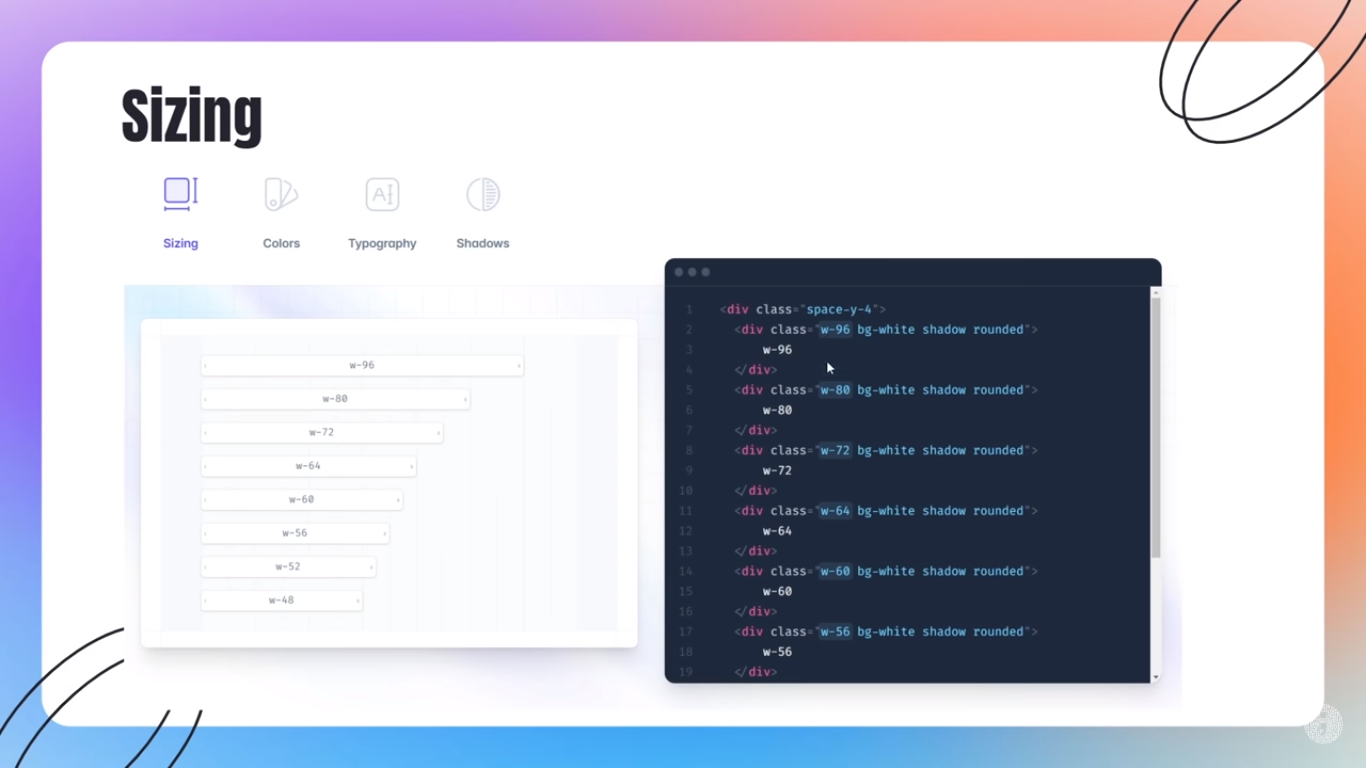 Sizing
Sizing Colors Typography Shadows
w-96
w-80
w-72
w-64
w-60
w-56
w-52
w-48
1 <div class="space-y-4">
2 <div class="w-96 bg-white shadow rounded">
3 w-96
4 </div>
5 <div class="w-80 bg-white shadow rounded">
6 w-80
7 </div>
8 <div class="w-72 bg-white shadow rounded">
9 w-72
10 </div>
11 <div class="w-64 bg-white shadow rounded">
12 w-64
13 </div>
14 <div class="w-60 bg-white shadow rounded">
15 w-60
16 </div>
17 <div class="w-56 bg-white shadow rounded">
18 w-56
19 </div>